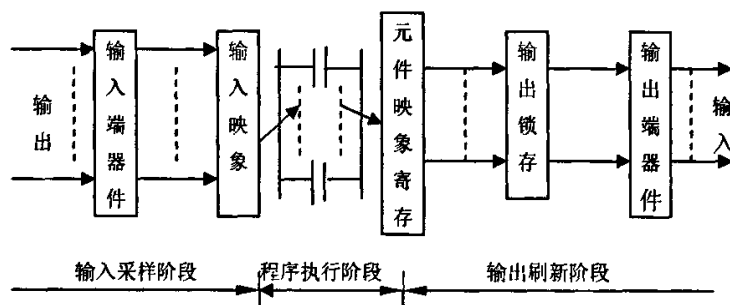 输出
输入端器件
输入映象
元件映象寄存
输出锁存
输出端器件
输入
输入采样阶段
程序执行阶段
输出刷新阶段